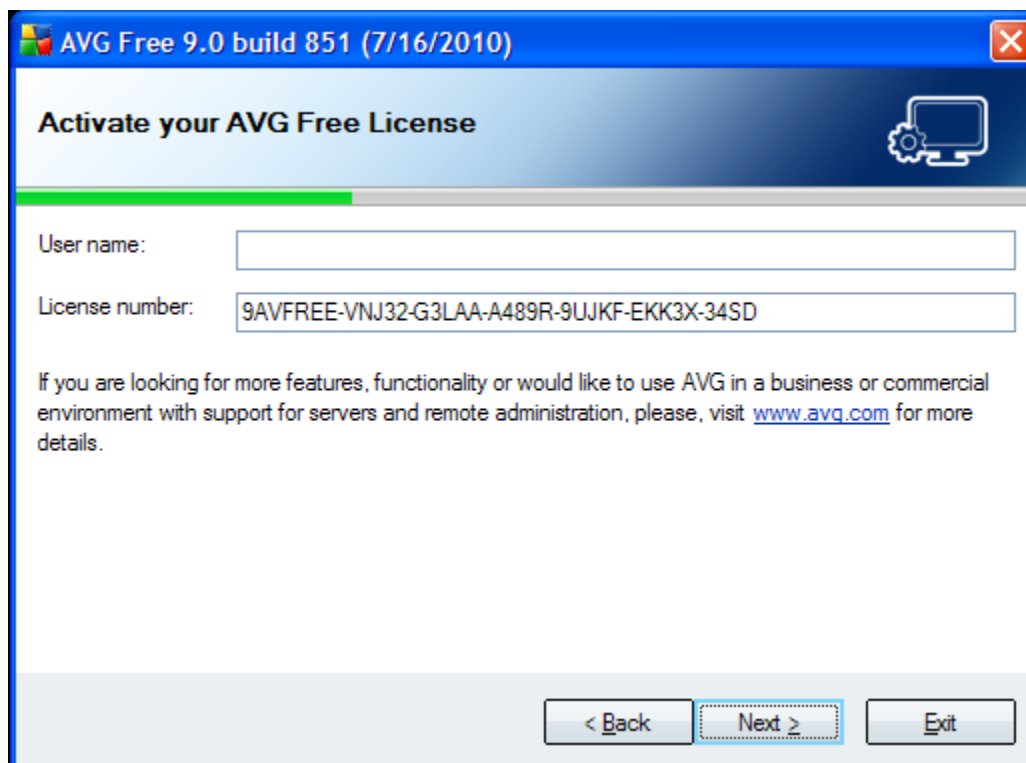 AVG Free 9.0 build 851 (7/16/2010)
Activate your AVG Free License
User name:
License number: 9AVFREE-VNJ32-G3LAA-A489R-9UJKF-EKK3X-34SD
If you are looking for more features, functionality or would like to use AVG in a business or commercial
environment with support for servers and remote administration, please, visit www.avg.com for more
details.
< Back Next > Exit